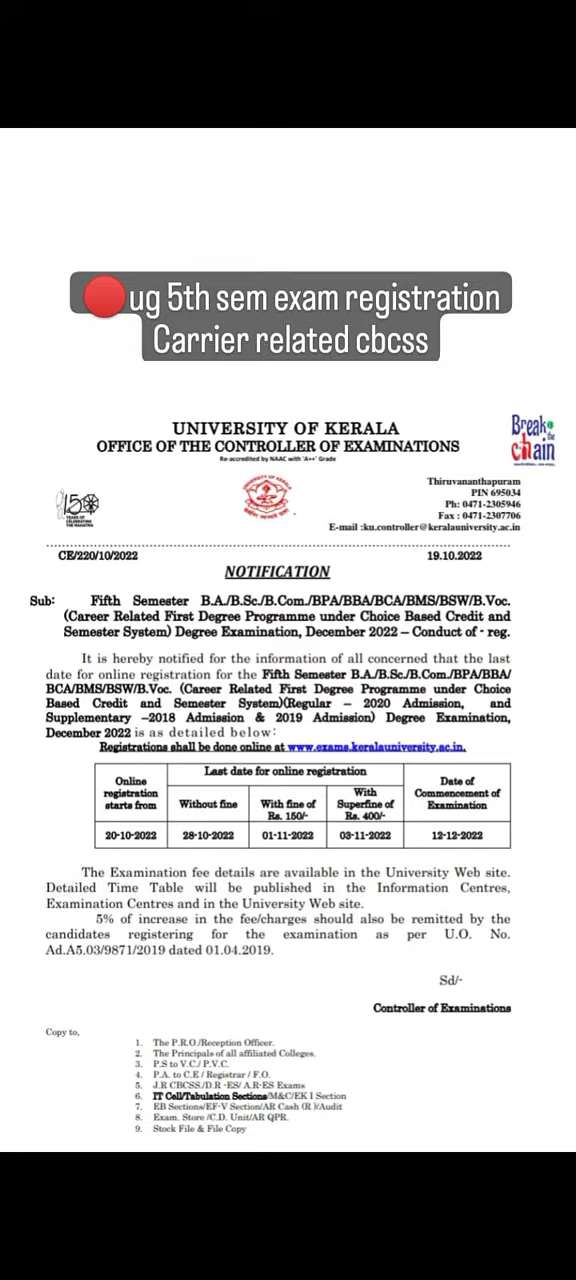 🔴ug 5th sem exam registration
Carrier related cbcss
UNIVERSITY OF KERALA
OFFICE OF THE CONTROLLER OF EXAMINATIONS
Re-accredited by NAAC with 'A++' Grade
Break
the
chain
150
YEARS OF
CELEBRATING
THE MAHATMA
Thiruvananthapuram
PIN 695034
Ph: 0471-2305946
Fax : 0471-2307706
E-mail :ku.controller@keralauniversity.ac.in
CE/220/10/2022 19.10.2022
NOTIFICATION
Sub: Fifth Semester B.A./B.Sc./B.Com./BPA/BBA/BCA/BMS/BSW/B.Voc.
(Career Related First Degree Programme under Choice Based Credit and
Semester System) Degree Examination, December 2022 – Conduct of - reg.
It is hereby notified for the information of all concerned that the last
date for online registration for the Fifth Semester B.A./B.Sc./B.Com./BPA/BBA/
BCA/BMS/BSW/B.Voc. (Career Related First Degree Programme under Choice
Based Credit and Semester System)(Regular – 2020 Admission, and
Supplementary -2018 Admission & 2019 Admission) Degree Examination,
December 2022 is as detailed below:
Registrations shall be done online at www.exams.keralauniversity.ac.in.
Online registration starts from
Last date for online registration
Without fine
With fine of Rs. 150/-
With Superfine of Rs. 400/-
Date of Commencement of Examination
20-10-2022 28-10-2022 01-11-2022 03-11-2022 12-12-2022
The Examination fee details are available in the University Web site.
Detailed Time Table will be published in the Information Centres,
Examination Centres and in the University Web site.
5% of increase in the fee/charges should also be remitted by the
candidates registering for the examination as per U.O. No.
Ad.A5.03/9871/2019 dated 01.04.2019.
Sd/-
Controller of Examinations
Copy to,
1. The P.R.O./Reception Officer.
2. The Principals of all affiliated Colleges.
3. P.S to V.C./ P.V.C.
4. P.A. to C.E / Registrar / F.O.
5. J.R CBCSS/D.R -ES/ A.R-ES Exams
6. IT Cell/Tabulation Sections/M&C/EK I Section
7. EB Sections/EF-V Section/AR Cash (R )/Audit
8. Exam. Store /C.D. Unit/AR QPR.
9. Stock File & File Copy